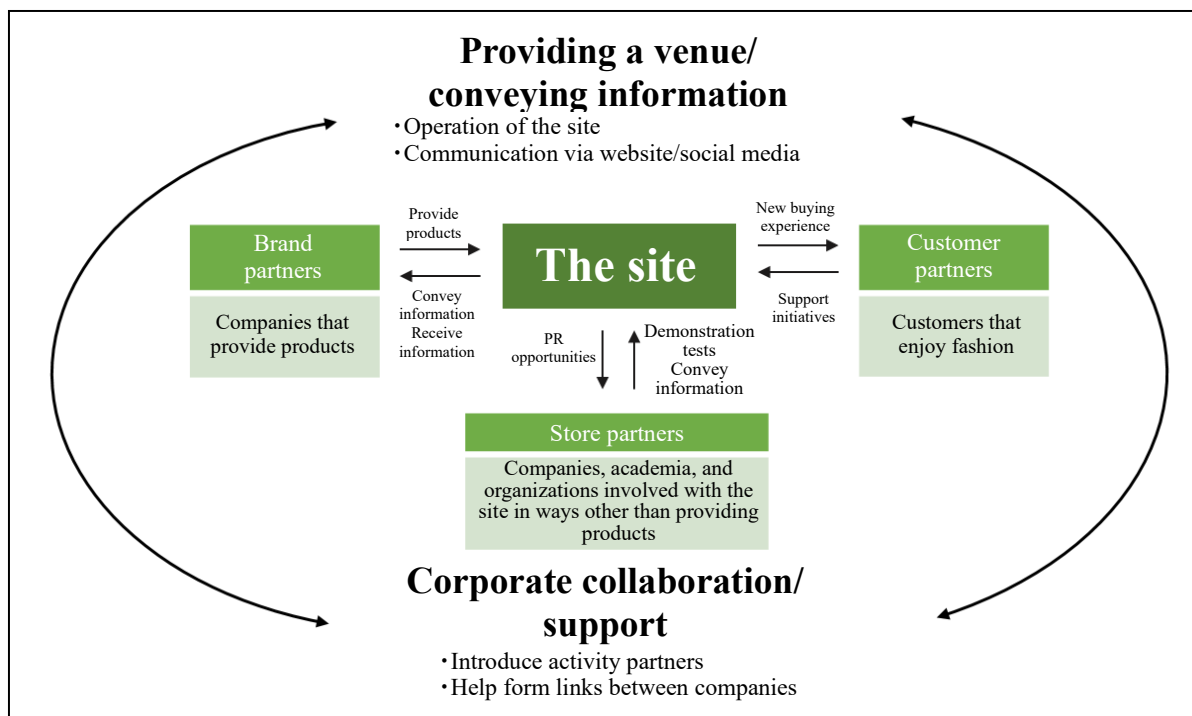 Providing a venue/
conveying information
・Operation of the site
・Communication via website/social media
Brand
partners
Companies that
provide products
Provide
products
Convey
information
Receive
information
The site
New buying
experience
Support
initiatives
Customer
partners
Customers that
enjoy fashion
PR
opportunities
Demonstration
tests
Convey
information
Store partners
Companies, academia, and
organizations involved with the
site in ways other than providing
products
Corporate collaboration/
support
・Introduce activity partners
・Help form links between companies